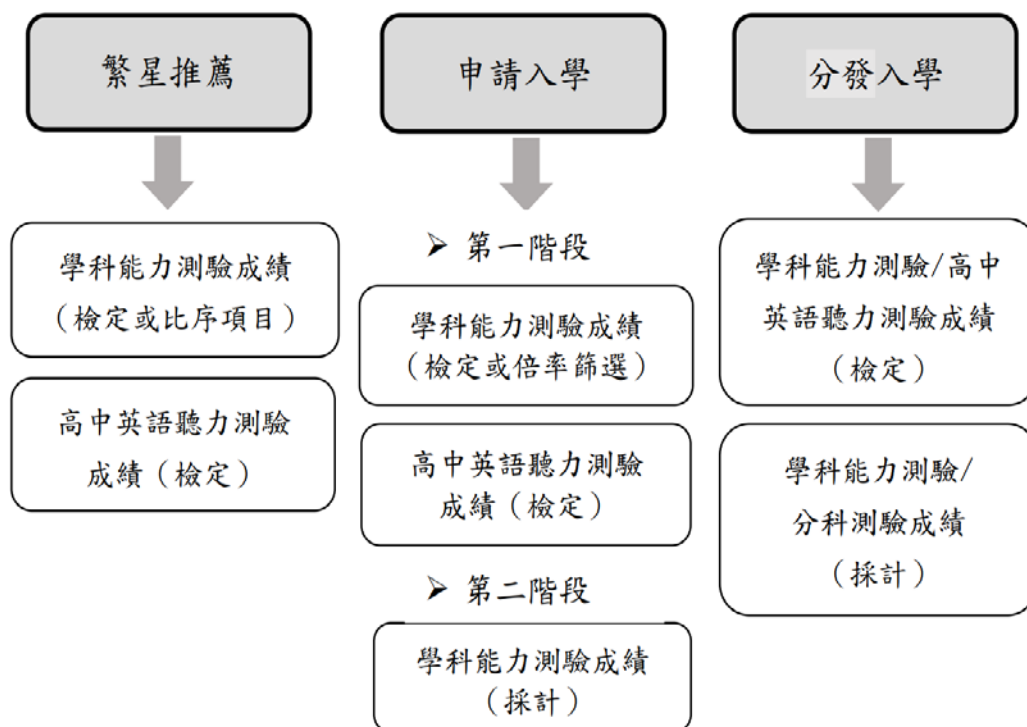 繁星推薦
學科能力測驗成績
（檢定或比序項目）
高中英語聽力測驗
成績（檢定）
申請入學
➤ 第一階段
學科能力測驗成績
（檢定或倍率篩選）
高中英語聽力測驗
成績（檢定）
➤ 第二階段
學科能力測驗成績
（採計）
分發入學
學科能力測驗/高中
英語聽力測驗成績
（檢定）
學科能力測驗/
分科測驗成績
（採計）